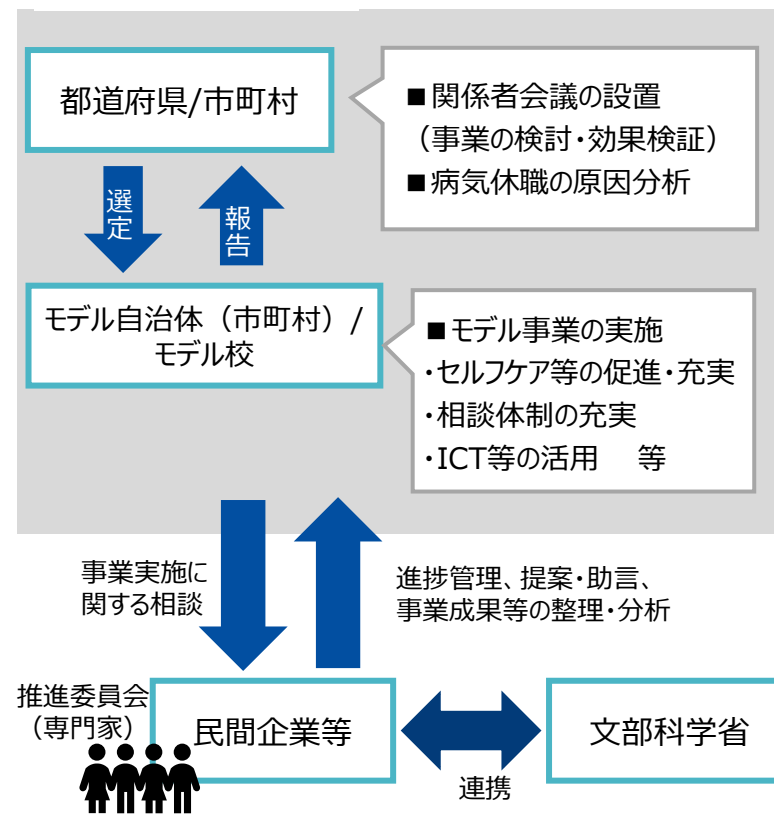 都道府県/市町村
■関係者会議の設置
（事業の検討・効果検証）
■病気休職の原因分析
選定
報告
モデル自治体（市町村）/
モデル校
■モデル事業の実施
・セルフケア等の促進・充実
・相談体制の充実
・ICT等の活用　等
事業実施に
関する相談
進捗管理、提案・助言、
事業成果等の整理・分析
推進委員会
（専門家）
民間企業等
連携
文部科学省